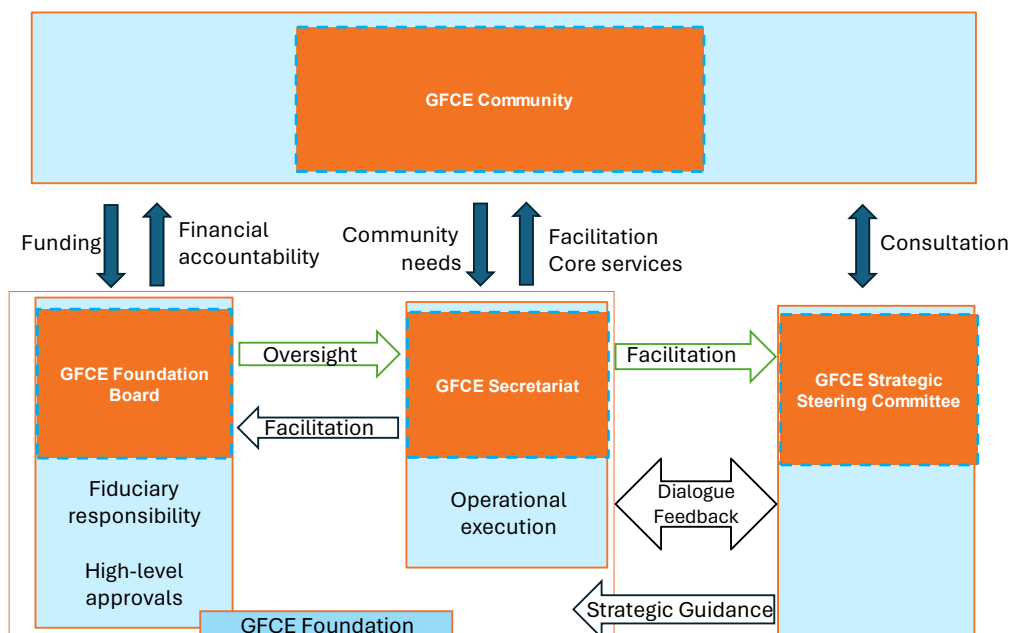 GFCE Community
Funding
Financial
accountability
Community
needs
Facilitation
Core services
Consultation
GFCE Foundation
Board
Oversight
Facilitation
GFCE Secretariat
Facilitation
GFCE Strategic
Steering Committee
Fiduciary
responsibility
High-level
approvals
Operational
execution
Dialogue
Feedback
Strategic Guidance
GFCE Foundation